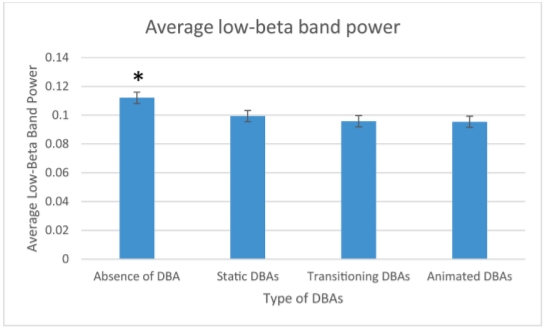 Average low-beta band power
Average Low-Beta Band Power
0.14
0.12
0.1
0.08
0.06
0.04
0.02
0
*
Absence of DBA
Static DBAs
Transitioning DBAs
Animated DBAs
Type of DBAs